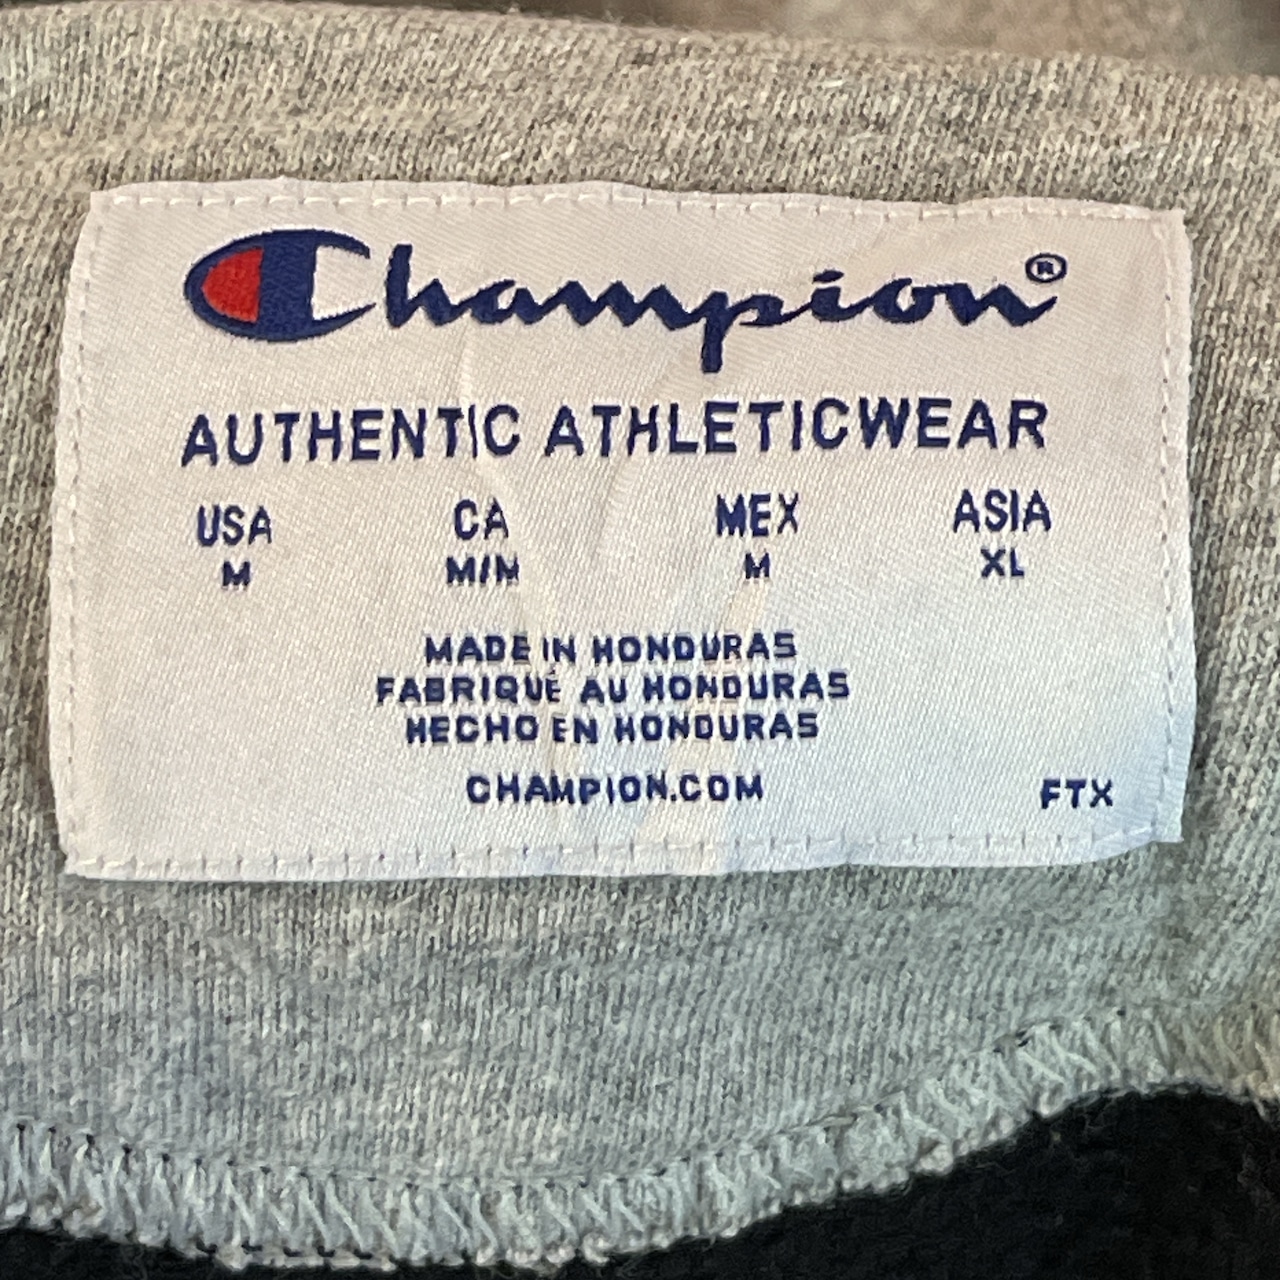 Champion®
AUTHENTIC ATHLETICWEAR
USA CA MEX ASIA
M M/M M XL
MADE IN HONDURAS
FABRIQUÉ AU HONDURAS
HECHO EN HONDURAS
CHAMPION.COM FTX